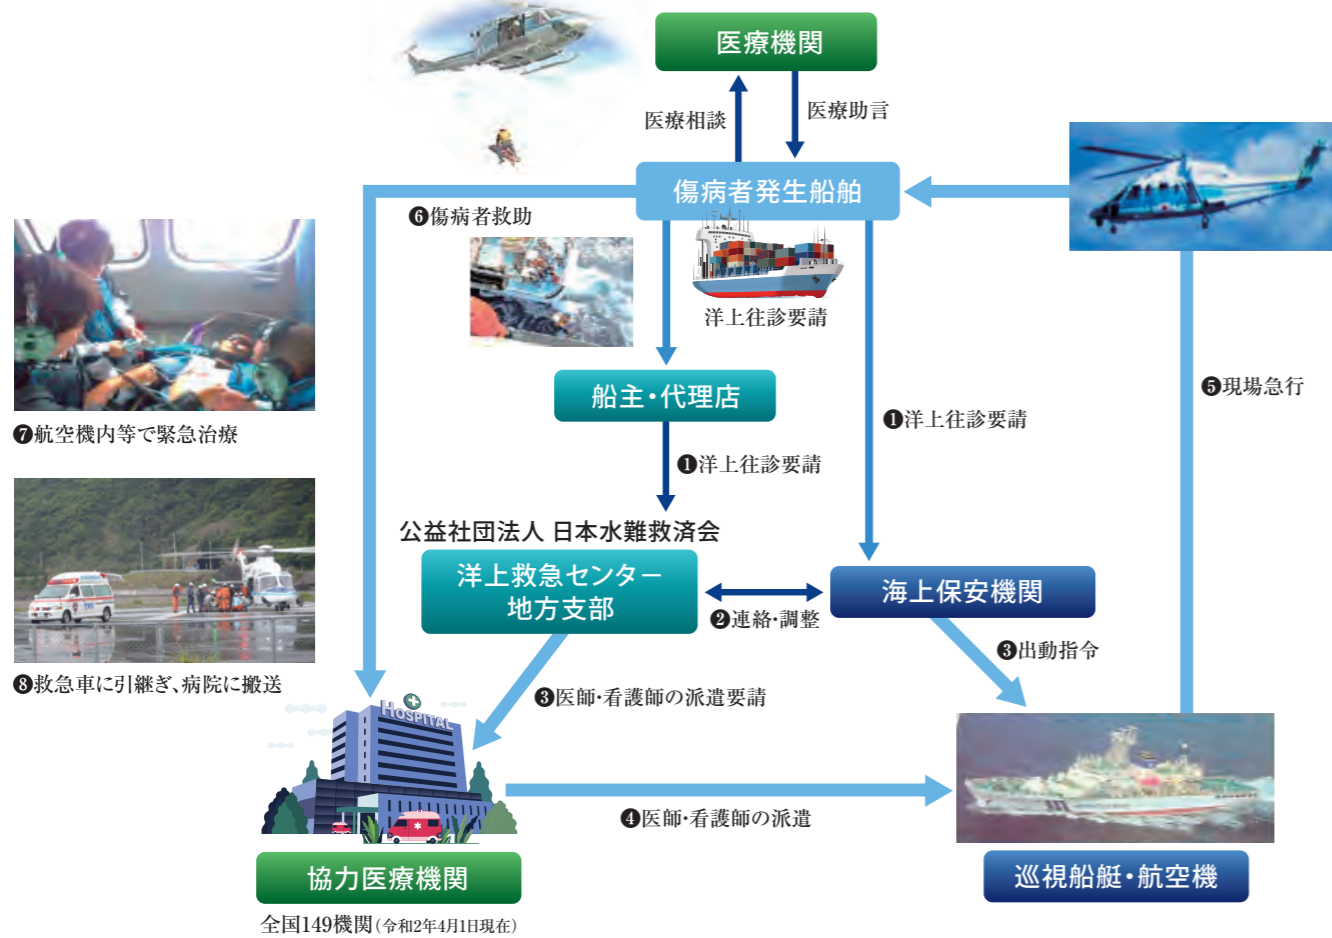 医療機関
医療相談
医療助言
傷病者発生船舶
❻傷病者救助
洋上往診要請
船主・代理店
❺現場急行
❶洋上往診要請
❼航空機内等で緊急治療
❶洋上往診要請
公益社団法人 日本水難救済会
洋上救急センター
地方支部
海上保安機関
❷連絡・調整
❸出動指令
❽救急車に引継ぎ、病院に搬送
❸医師・看護師の派遣要請
HOSPITAL
❹医師・看護師の派遣
協力医療機関
巡視船艇・航空機
全国149機関（令和2年4月1日現在）